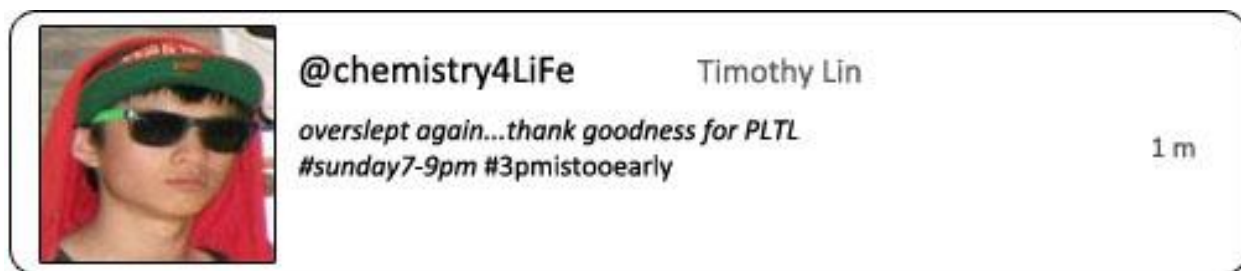 @chemistry4LiFe Timothy Lin
overslept again...thank goodness for PLTL
#sunday7-9pm #3pmistooearly
1 m